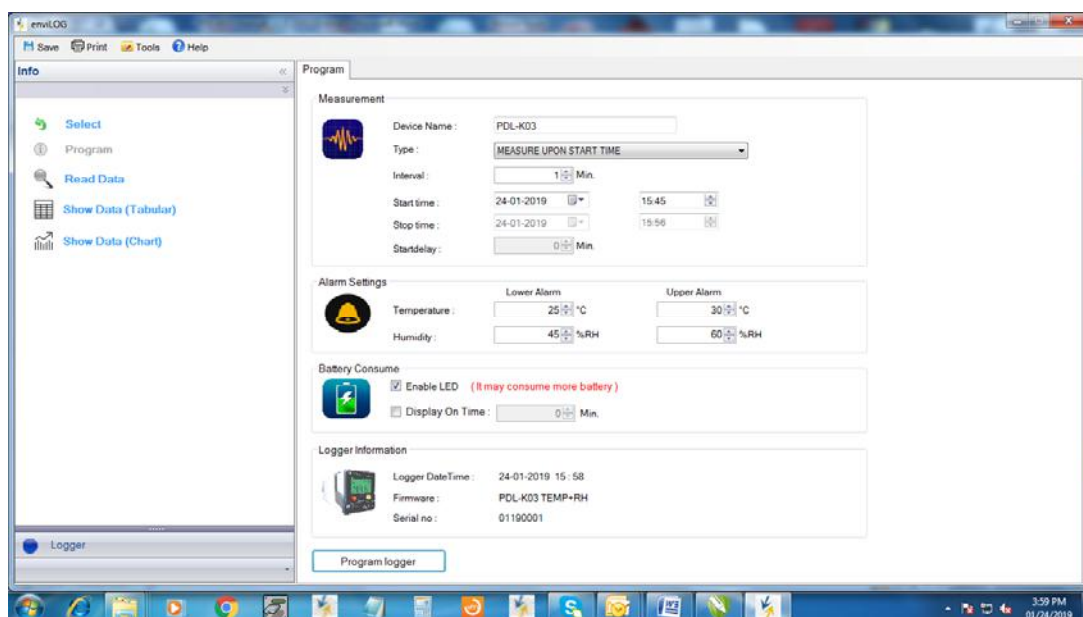 enviLOG
Save Print Tools Help
Info
Program
Select
Program
Read Data
Show Data (Tabular)
Show Data (Chart)
Logger
Measurement
Device Name : PDL-K03
Type : MEASURE UPON START TIME
Interval : 1 Min.
Start time : 24-01-2019 15:45
Stop time : 24-01-2019 15:56
Startdelay : 0 Min.
Alarm Settings
Lower Alarm Upper Alarm
Temperature : 25 °C 30 °C
Humidity : 45 %RH 60 %RH
Battery Consume
Enable LED ( It may consume more battery )
Display On Time : 0 Min.
Logger Information
Logger DateTime : 24-01-2019 15 : 58
Firmware : PDL-K03 TEMP+RH
Serial no : 01190001
Program logger
3:59 PM
01/24/2019